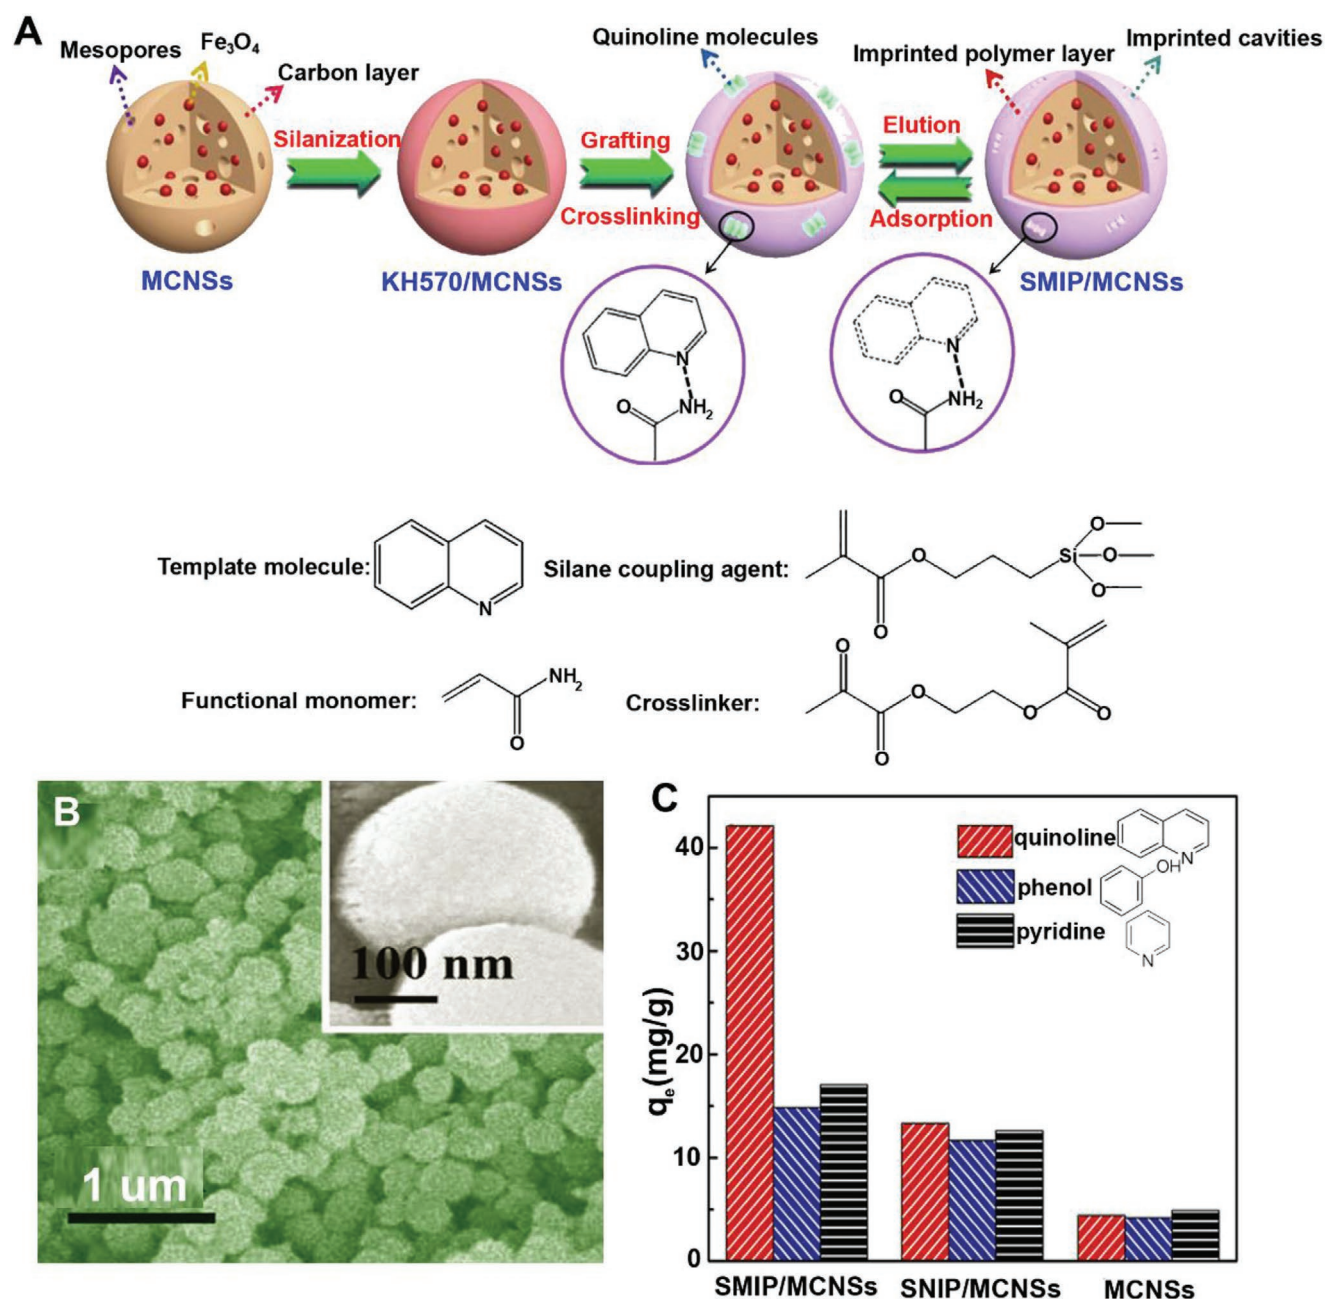 A
Mesopores
Fe3O4
Carbon layer
Quinoline molecules
Imprinted polymer layer
Imprinted cavities
Silanization
Grafting
Crosslinking
Elution
Adsorption
MCNSs
KH570/MCNSs
SMIP/MCNSs
N
O
NH2
N
O
NH2
Template molecule:
N
Silane coupling agent:
O
O
Si
O
O
O
Functional monomer:
NH2
O
Crosslinker:
O
O
O
O
O
B
100 nm
1 um
C
qe(mg/g)
40
30
20
10
0
quinoline
N
phenol
OH
pyridine
N
SMIP/MCNSs
SNIP/MCNSs
MCNSs